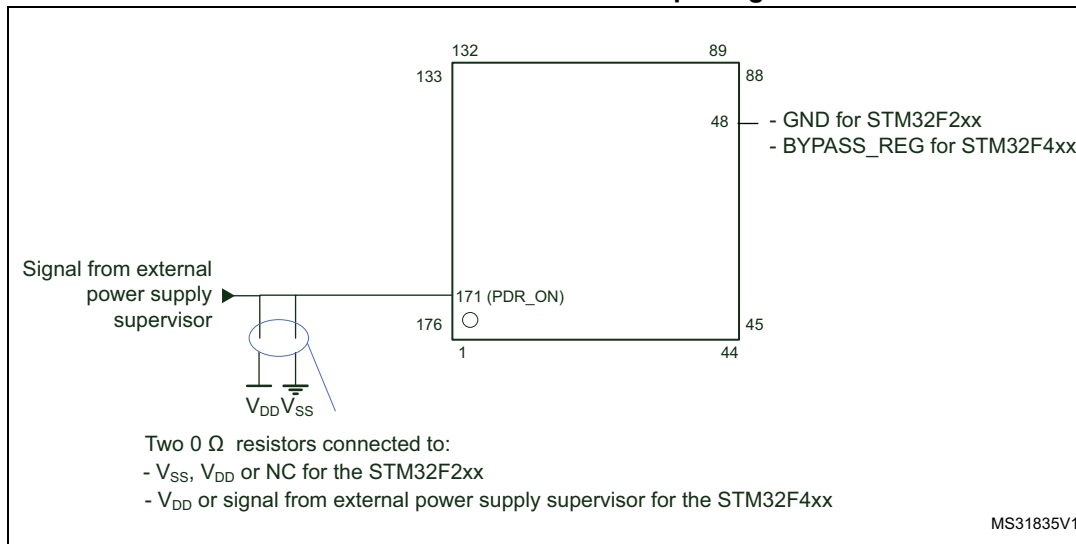 132
89
133
88
48
- GND for STM32F2xx
- BYPASS_REG for STM32F4xx
Signal from external
power supply
supervisor
171 (PDR_ON)
176
45
1
44
VDD VSS
Two 0 Ω resistors connected to:
- VSS, VDD or NC for the STM32F2xx
- VDD or signal from external power supply supervisor for the STM32F4xx
MS31835V1